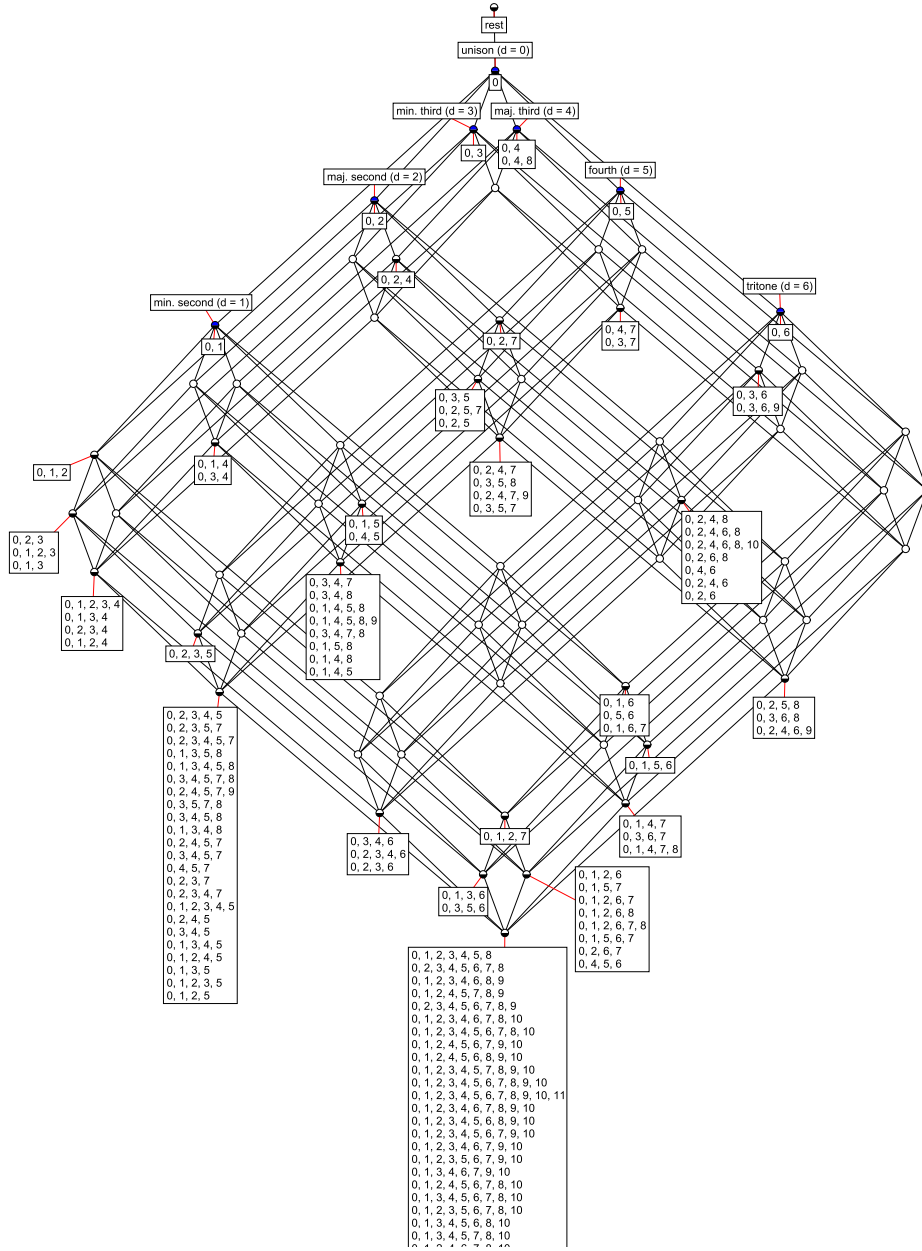 rest
unison (d = 0)
0
min. third (d = 3)
maj. third (d = 4)
0, 3
0, 4
0, 4, 8
maj. second (d = 2)
fourth (d = 5)
0, 2
0, 5
0, 2, 4
min. second (d = 1)
tritone (d = 6)
0, 1
0, 2, 7
0, 4, 7
0, 3, 7
0, 6
0, 3, 5
0, 2, 5, 7
0, 2, 5
0, 3, 6
0, 3, 6, 9
0, 1, 2
0, 1, 4
0, 3, 4
0, 2, 4, 7
0, 3, 5, 8
0, 2, 4, 7, 9
0, 3, 5, 7
0, 2, 3
0, 1, 2, 3
0, 1, 3
0, 1, 5
0, 4, 5
0, 2, 4, 8
0, 2, 4, 6, 8
0, 2, 4, 6, 8, 10
0, 2, 6, 8
0, 4, 6
0, 2, 4, 6
0, 2, 6
0, 1, 2, 3, 4
0, 1, 3, 4
0, 2, 3, 4
0, 1, 2, 4
0, 3, 4, 7
0, 3, 4, 8
0, 1, 4, 5, 8
0, 1, 4, 5, 8, 9
0, 3, 4, 7, 8
0, 1, 5, 8
0, 1, 4, 8
0, 1, 4, 5
0, 2, 3, 5
0, 2, 3, 4, 5
0, 2, 3, 5, 7
0, 2, 3, 4, 5, 7
0, 1, 3, 5, 8
0, 1, 3, 4, 5, 8
0, 3, 4, 5, 7, 8
0, 2, 4, 5, 7, 9
0, 3, 5, 7, 8
0, 3, 4, 5, 8
0, 1, 3, 4, 8
0, 2, 4, 5, 7
0, 3, 4, 5, 7
0, 4, 5, 7
0, 2, 3, 7
0, 2, 3, 4, 7
0, 1, 2, 3, 4, 5
0, 2, 4, 5
0, 3, 4, 5
0, 1, 3, 4, 5
0, 1, 2, 4, 5
0, 1, 3, 5
0, 1, 2, 3, 5
0, 1, 2, 5
0, 1, 6
0, 5, 6
0, 1, 6, 7
0, 2, 5, 8
0, 3, 6, 8
0, 2, 4, 6, 9
0, 1, 5, 6
0, 3, 4, 6
0, 2, 3, 4, 6
0, 2, 3, 6
0, 1, 2, 7
0, 1, 4, 7
0, 3, 6, 7
0, 1, 4, 7, 8
0, 1, 3, 6
0, 3, 5, 6
0, 1, 2, 6
0, 1, 5, 7
0, 1, 2, 6, 7
0, 1, 2, 6, 8
0, 1, 2, 6, 7, 8
0, 1, 5, 6, 7
0, 2, 6, 7
0, 4, 5, 6
0, 1, 2, 3, 4, 5, 8
0, 2, 3, 4, 5, 6, 7, 8
0, 1, 2, 3, 4, 6, 8, 9
0, 1, 2, 4, 5, 7, 8, 9
0, 2, 3, 4, 5, 6, 7, 8, 9
0, 1, 2, 3, 4, 6, 7, 8, 10
0, 1, 2, 3, 4, 5, 6, 7, 8, 10
0, 1, 2, 4, 5, 6, 7, 9, 10
0, 1, 2, 4, 5, 6, 8, 9, 10
0, 1, 2, 3, 4, 5, 7, 8, 9, 10
0, 1, 2, 3, 4, 5, 6, 7, 8, 9, 10
0, 1, 2, 3, 4, 5, 6, 7, 8, 9, 10, 11
0, 1, 2, 3, 4, 6, 7, 8, 9, 10
0, 1, 2, 3, 4, 5, 6, 8, 9, 10
0, 1, 2, 3, 4, 5, 6, 7, 9, 10
0, 1, 2, 3, 4, 6, 7, 9, 10
0, 1, 2, 3, 5, 6, 7, 9, 10
0, 1, 3, 4, 6, 7, 9, 10
0, 1, 2, 4, 5, 6, 7, 8, 10
0, 1, 3, 4, 5, 6, 7, 8, 10
0, 1, 2, 3, 5, 6, 7, 8, 10
0, 1, 3, 4, 5, 6, 8, 10
0, 1, 3, 4, 5, 7, 8, 10